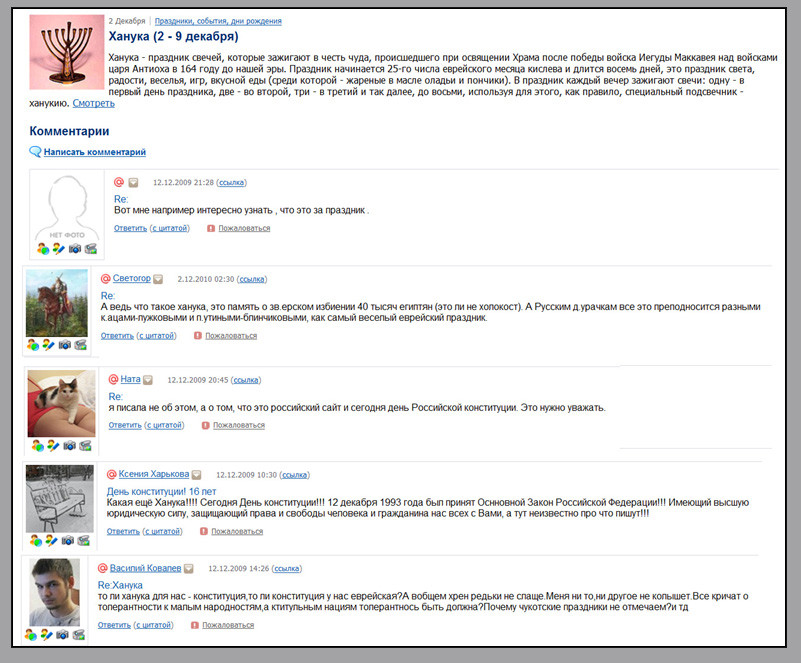 2 Декабря | Праздники, события, дни рождения
Ханука (2 - 9 декабря)
Ханука - праздник свечей, которые зажигают в честь чуда, происшедшего при освящении Храма после победы войска Иегуды Маккавея над войсками
царя Антиоха в 164 году до нашей эры. Праздник начинается 25-го числа еврейского месяца кислева и длится восемь дней, это праздник света,
радости, веселья, игр, вкусной еды (среди которой - жареные в масле оладьи и пончики). В праздник каждый вечер зажигают свечи: одну - в
первый день праздника, две - во второй, три - в третий и так далее, до восьми, используя для этого, как правило, специальный подсвечник -
ханукию. Смотреть
Комментарии
Написать комментарий
12.12.2009 21:28 (ссылка)
Re:
Вот мне например интересно узнать , что это за праздник .
НЕТ ФОТО
Ответить (с цитатой) Пожаловаться
Светогор 2.12.2010 02:30 (ссылка)
Re:
А ведь что такое ханука, это память о зв.ерском избиении 40 тысяч египтян (это ли не холокост). А Русским д.урачкам все это преподносится разными
к.ацами-лужковыми и п.утиными-блинчиковыми, как самый веселый еврейский праздник.
Ответить (с цитатой) Пожаловаться
Ната 12.12.2009 20:45 (ссылка)
Re:
я писала не об этом, а о том, что это российский сайт и сегодня день Российской конституции. Это нужно уважать.
Ответить (с цитатой) Пожаловаться
Ксения Харькова 12.12.2009 10:30 (ссылка)
День конституции! 16 лет
Какая ещё Ханука!!!! Сегодня День конституции!!! 12 декабря 1993 года был принят Оснновной Закон Российской Федерации!!! Имеющий высшую
юридическую силу, защищающий права и свободы человека и гражданина нас всех с Вами, а тут неизвестно про что пишут!!!
Ответить (с цитатой) Пожаловаться
Василий Ковалев 12.12.2009 14:26 (ссылка)
Re:Ханука
то ли ханука для нас - конституция,то ли конституция у нас еврейская?А вобщем хрен редьки не слаще.Меня ни то,ни другое не колышет.Все кричат о
толерантности к малым народностям,а ктитульным нациям толерантнось быть должна?Почему чукотские праздники не отмечаем?и тд
Ответить (с цитатой) Пожаловаться